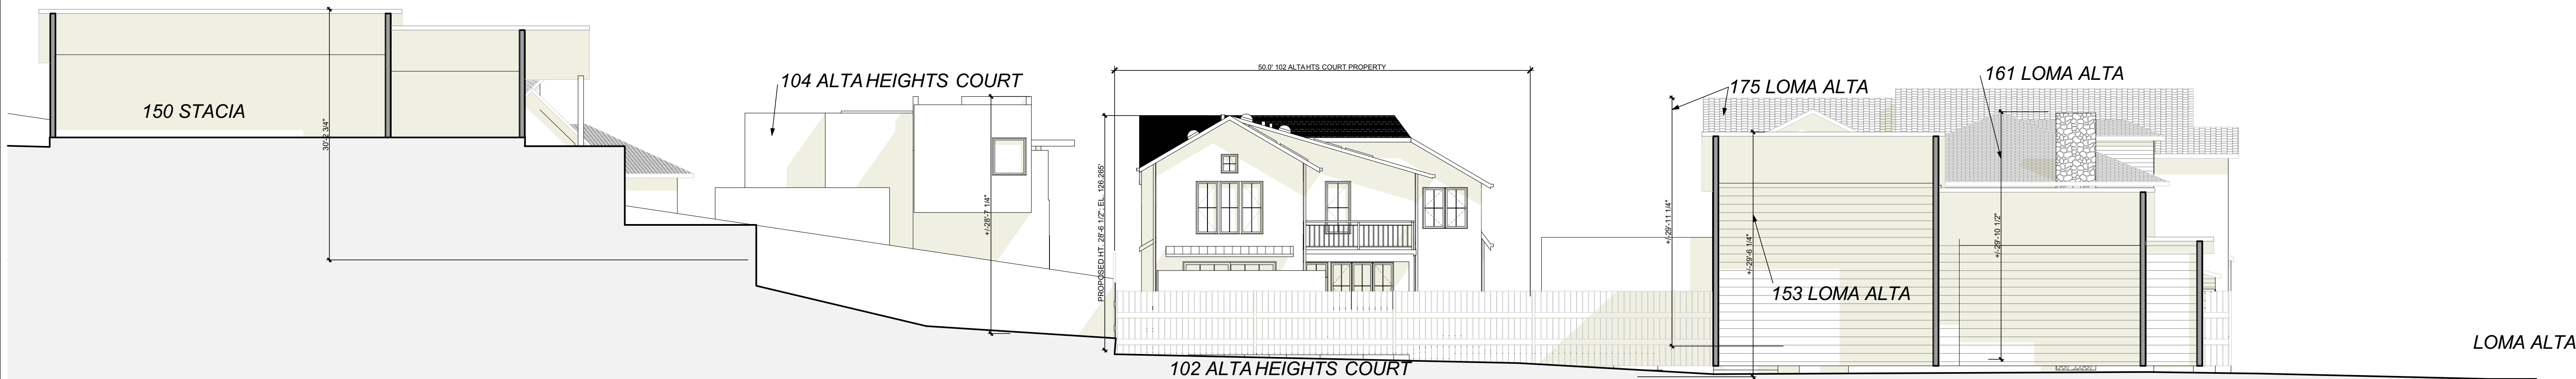 150 STACIA
30'-2 3/4"
104 ALTA HEIGHTS COURT
+/-28'-7 1/4"
50.0' 102 ALTA HTS COURT PROPERTY
PROPOSED HT. 28'-6 1/2"; EL. 126.265'
102 ALTA HEIGHTS COURT
175 LOMA ALTA
161 LOMA ALTA
+/-29'-11 1/4"
+/-29'-6 1/4"
+/-29'-10 1/2"
153 LOMA ALTA
LOMA ALTA